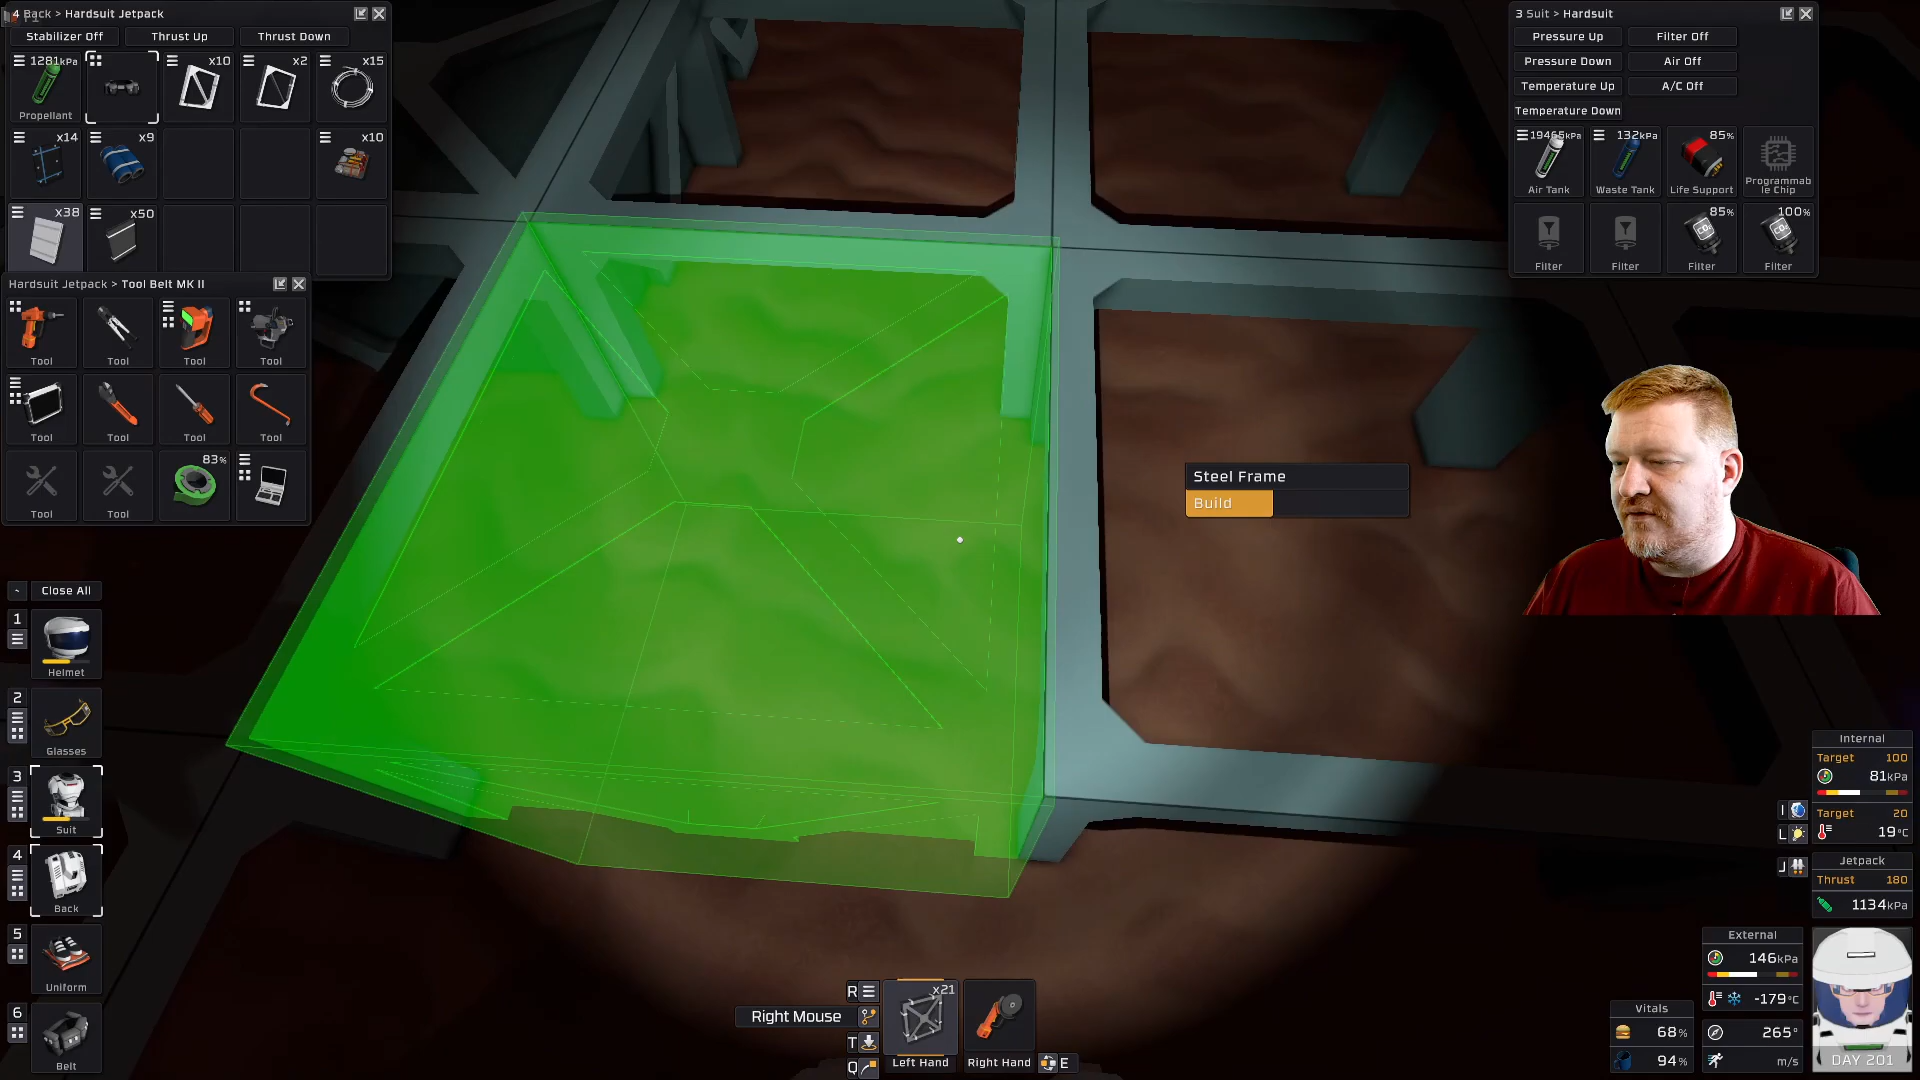 4 Back > Hardsuit Jetpack
Stabilizer Off
Thrust Up
Thrust Down
1281kPa
Propellant
x10
x2
x15
x14
x9
x10
x38
x50
Hardsuit Jetpack > Tool Belt MK II
Tool
Tool
Tool
Tool
Tool
Tool
Tool
Tool
Tool
Tool
83%
~ Close All
1
Helmet
2
Glasses
3
Suit
4
Back
5
Uniform
6
Belt
Steel Frame
Build
3 Suit > Hardsuit
Pressure Up
Filter Off
Pressure Down
Air Off
Temperature Up
A/C Off
Temperature Down
19465kPa
Air Tank
132kPa
Waste Tank
85%
Life Support
Programmab
le Chip
Filter
Filter
85%
Filter
100%
Filter
Internal
Target 100
81kPa
Target 20
19°C
I
L
J
Jetpack
Thrust 180
1134kPa
External
146kPa
-179°C
Vitals
68%
94%
265°
m/s
DAY 201
R
Right Mouse
T
Q
x21
Left Hand
Right Hand
E